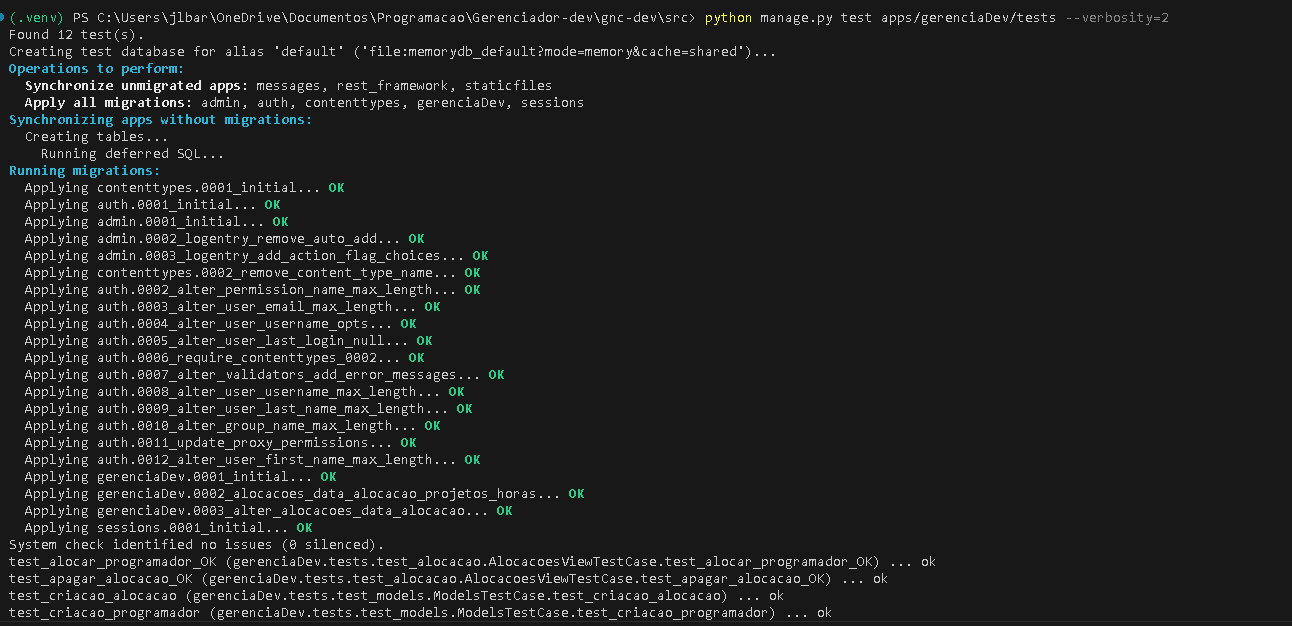 (.venv) PS C:\Users\jlbar\OneDrive\Documentos\Programacao\Gerenciador-dev\gnc-dev\src> python manage.py test apps/gerenciaDev/tests --verbosity=2
Found 12 test(s).
Creating test database for alias 'default' ('file:memorydb_default?mode=memory&cache=shared')...
Operations to perform:
  Synchronize unmigrated apps: messages, rest_framework, staticfiles
  Apply all migrations: admin, auth, contenttypes, gerenciaDev, sessions
Synchronizing apps without migrations:
  Creating tables...
    Running deferred SQL...
Running migrations:
  Applying contenttypes.0001_initial... OK
  Applying auth.0001_initial... OK
  Applying admin.0001_initial... OK
  Applying admin.0002_logentry_remove_auto_add... OK
  Applying admin.0003_logentry_add_action_flag_choices... OK
  Applying contenttypes.0002_remove_content_type_name... OK
  Applying auth.0002_alter_permission_name_max_length... OK
  Applying auth.0003_alter_user_email_max_length... OK
  Applying auth.0004_alter_user_username_opts... OK
  Applying auth.0005_alter_user_last_login_null... OK
  Applying auth.0006_require_contenttypes_0002... OK
  Applying auth.0007_alter_validators_add_error_messages... OK
  Applying auth.0008_alter_user_username_max_length... OK
  Applying auth.0009_alter_user_last_name_max_length... OK
  Applying auth.0010_alter_group_name_max_length... OK
  Applying auth.0011_update_proxy_permissions... OK
  Applying auth.0012_alter_user_first_name_max_length... OK
  Applying gerenciaDev.0001_initial... OK
  Applying gerenciaDev.0002_alocacoes_data_alocacao_projetos_horas... OK
  Applying gerenciaDev.0003_alter_alocacoes_data_alocacao... OK
  Applying sessions.0001_initial... OK
System check identified no issues (0 silenced).
test_alocar_programador_OK (gerenciaDev.tests.test_alocacao.AlocacoesViewTestCase.test_alocar_programador_OK) ... ok
test_apagar_alocacao_OK (gerenciaDev.tests.test_alocacao.AlocacoesViewTestCase.test_apagar_alocacao_OK) ... ok
test_criacao_alocacao (gerenciaDev.tests.test_models.ModelsTestCase.test_criacao_alocacao) ... ok
test_criacao_programador (gerenciaDev.tests.test_models.ModelsTestCase.test_criacao_programador) ... ok